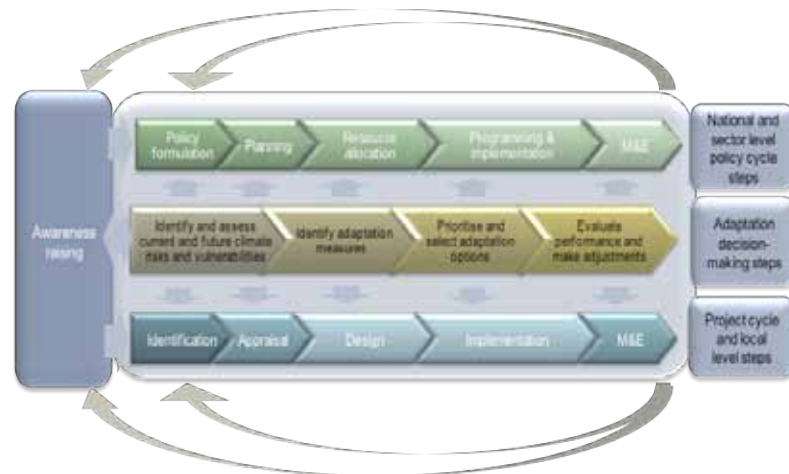 Awareness
raising
Policy
formulation
Planning
Resource
allocation
Programming &
implementation
M&E
National and
sector level
policy cycle
steps
Identify and assess
current and future climate
risks and vulnerabilities
Identify adaptation
measures
Prioritise and
select adaptation
options
Evaluate
performance and
make adjustments
Adaptation
decision-
making steps
Identification
Appraisal
Design
Implementation
M&E
Project cycle
and local
level steps